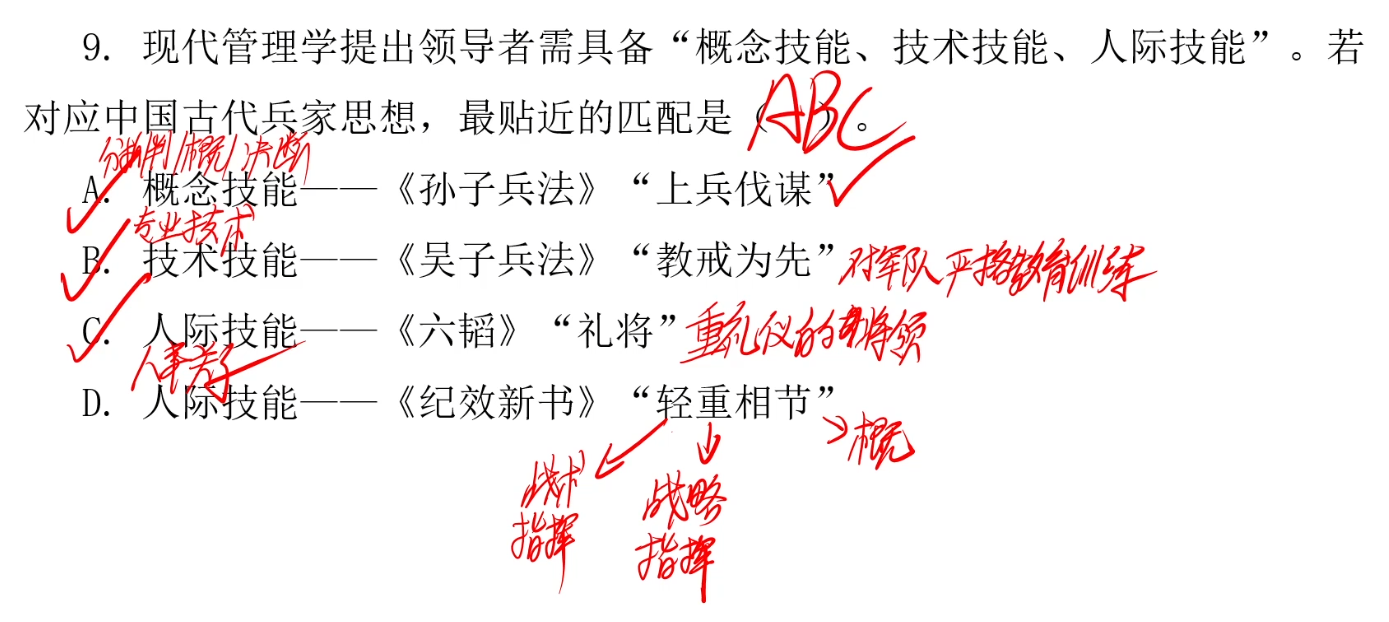 9. 现代管理学提出领导者需具备“概念技能、技术技能、人际技能”。若
对应中国古代兵家思想，最贴近的匹配是（ABC）。
分析判/概/决断
A. 概念技能——《孙子兵法》“上兵伐谋”
专业技术
B. 技术技能——《吴子兵法》“教戒为先”对军队严格教育训练
C. 人际技能——《六韬》“礼将”重礼仪的将领
人事关系
D. 人际技能——《纪效新书》“轻重相节”
概
战术 战略
指挥 指挥